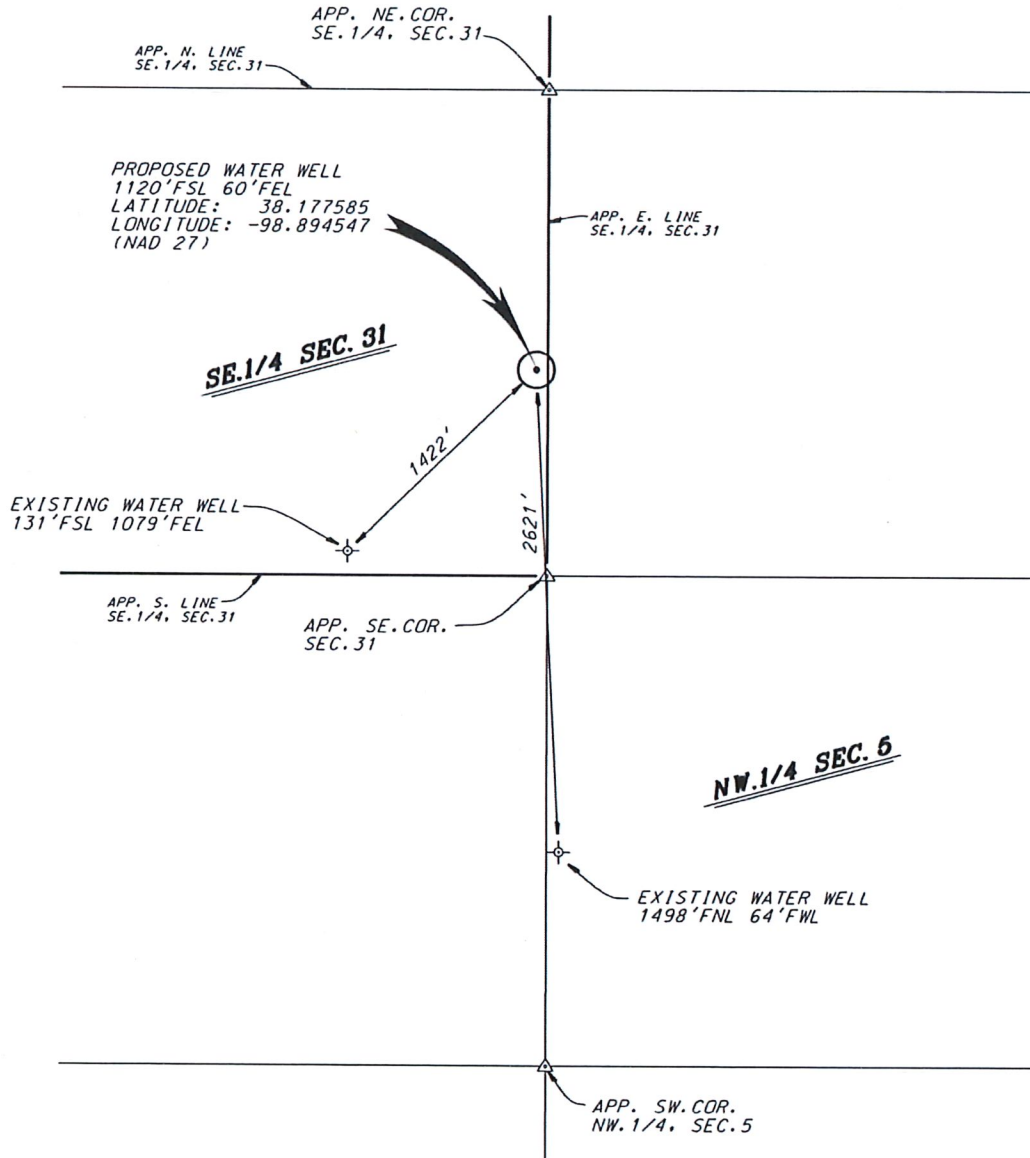 APP. NE.COR.
SE.1/4, SEC.31
APP. N. LINE
SE.1/4, SEC.31
PROPOSED WATER WELL
1120'FSL 60'FEL
LATITUDE: 38.177585
LONGITUDE: -98.894547
(NAD 27)
APP. E. LINE
SE.1/4, SEC.31
SE.1/4 SEC. 31
1422'
2621'
EXISTING WATER WELL
131'FSL 1079'FEL
APP. S. LINE
SE.1/4, SEC.31
APP. SE.COR.
SEC.31
NW.1/4 SEC. 5
EXISTING WATER WELL
1498'FNL 64'FWL
APP. SW.COR.
NW.1/4, SEC.5